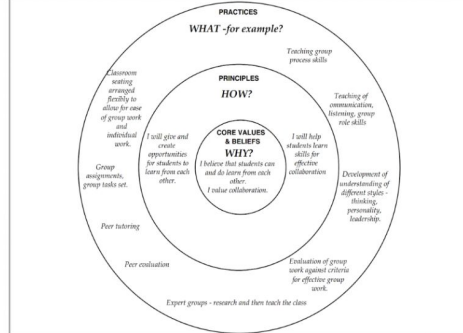 PRACTICES
WHAT -for example?
Teaching group
process skills
Classroom
seating
arranged
flexibly to
allow for ease
of group work
and
individual
work.
PRINCIPLES
HOW?
Teaching of
ommunication,
listening, group
role skills
CORE VALUES
& BELIEFS
WHY?
I believe that students can
and do learn from each
other.
I value collaboration.
I will give and
create
opportunities
for students to
learn from each
other.
I will help
students learn
skills for
effective
collaboration
Group
assignments,
group tasks set.
Development of
understanding of
different styles -
thinking,
personality,
leadership.
Peer tutoring
Peer evaluation
Evaluation of group
work against criteria
for effective group
work.
Expert groups - research and then teach the class